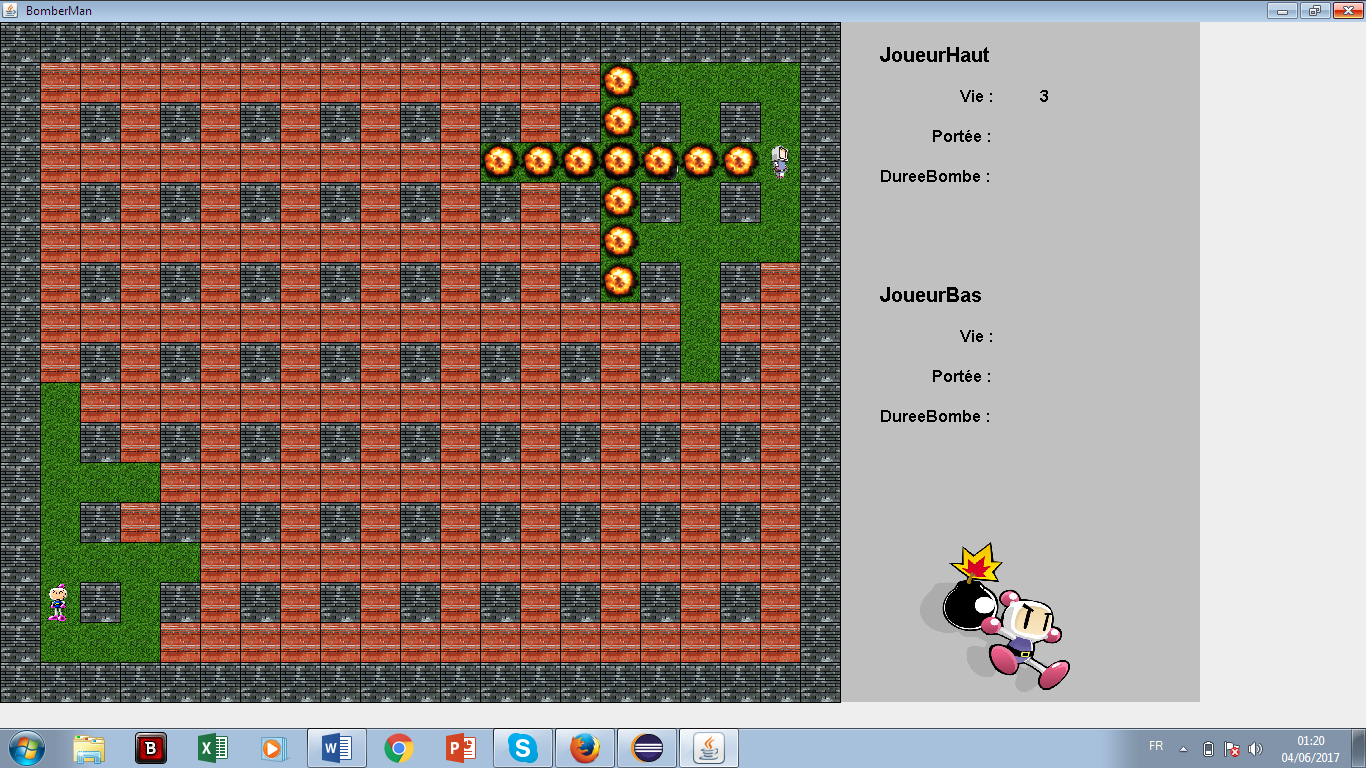 BomberMan
JoueurHaut
Vie : 3
Portée :
DureeBombe :
JoueurBas
Vie :
Portée :
DureeBombe :
B
X
W
P
S
FR
01:20
04/06/2017